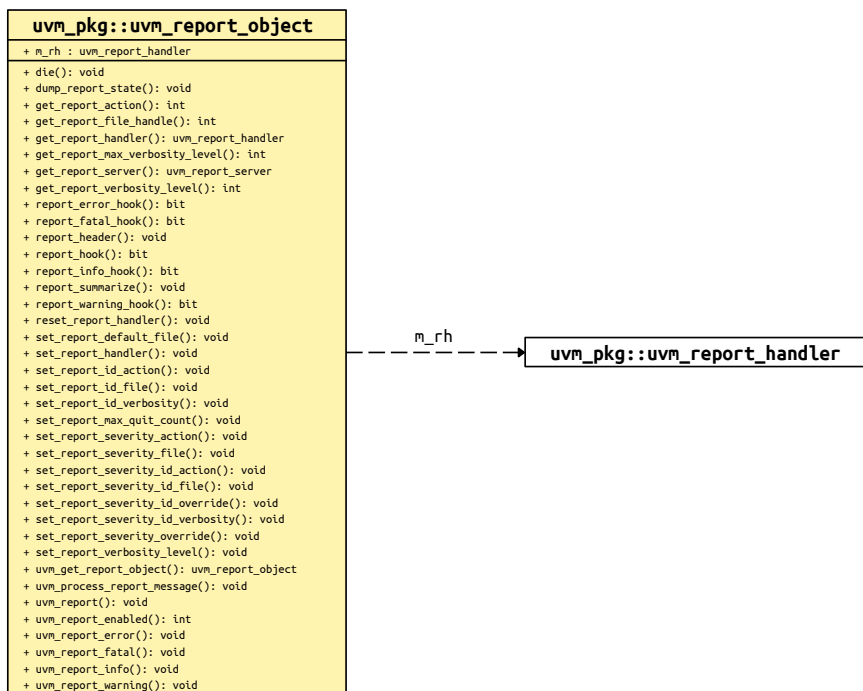 uvm_pkg::uvm_report_object
+ m_rh : uvm_report_handler
+ die(): void
+ dump_report_state(): void
+ get_report_action(): int
+ get_report_file_handle(): int
+ get_report_handler(): uvm_report_handler
+ get_report_max_verbosity_level(): int
+ get_report_server(): uvm_report_server
+ get_report_verbosity_level(): int
+ report_error_hook(): bit
+ report_fatal_hook(): bit
+ report_header(): void
+ report_hook(): bit
+ report_info_hook(): bit
+ report_summarize(): void
+ report_warning_hook(): bit
+ reset_report_handler(): void
+ set_report_default_file(): void
+ set_report_handler(): void
+ set_report_id_action(): void
+ set_report_id_file(): void
+ set_report_id_verbosity(): void
+ set_report_max_quit_count(): void
+ set_report_severity_action(): void
+ set_report_severity_file(): void
+ set_report_severity_id_action(): void
+ set_report_severity_id_file(): void
+ set_report_severity_id_override(): void
+ set_report_severity_id_verbosity(): void
+ set_report_severity_override(): void
+ set_report_verbosity_level(): void
+ uvm_get_report_object(): uvm_report_object
+ uvm_process_report_message(): void
+ uvm_report(): void
+ uvm_report_enabled(): int
+ uvm_report_error(): void
+ uvm_report_fatal(): void
+ uvm_report_info(): void
+ uvm_report_warning(): void
m_rh
uvm_pkg::uvm_report_handler